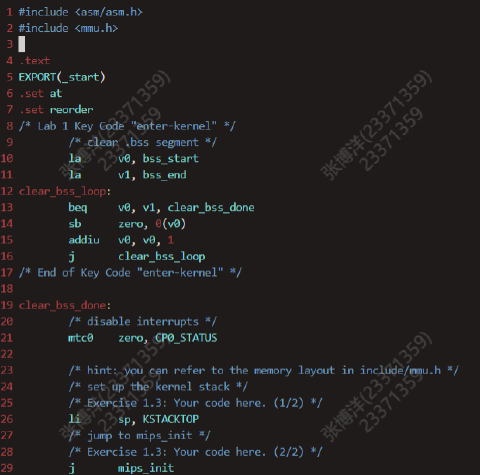 1 #include <asm/asm.h>
2 #include <mmu.h>
3
4 .text
5 EXPORT(_start)
6 .set at
7 .set reorder
8 /* Lab 1 Key Code "enter-kernel" */
9 /* clear .bss segment */
10 la v0, bss_start
11 la v1, bss_end
12 clear_bss_loop:
13 beq v0, v1, clear_bss_done
14 sb zero, 0(v0)
15 addiu v0, v0, 1
16 j clear_bss_loop
17 /* End of Key Code "enter-kernel" */
18
19 clear_bss_done:
20 /* disable interrupts */
21 mtc0 zero, CP0_STATUS
22
23 /* hint: you can refer to the memory layout in include/mmu.h */
24 /* set up the kernel stack */
25 /* Exercise 1.3: Your code here. (1/2) */
26 li sp, KSTACKTOP
27 /* jump to mips_init */
28 /* Exercise 1.3: Your code here. (2/2) */
29 j mips_init
张博洋(23371359)
23371359
张博洋(23371359)
23371359
张博洋(23371359)
23371359
张博洋(23371359)
23371359